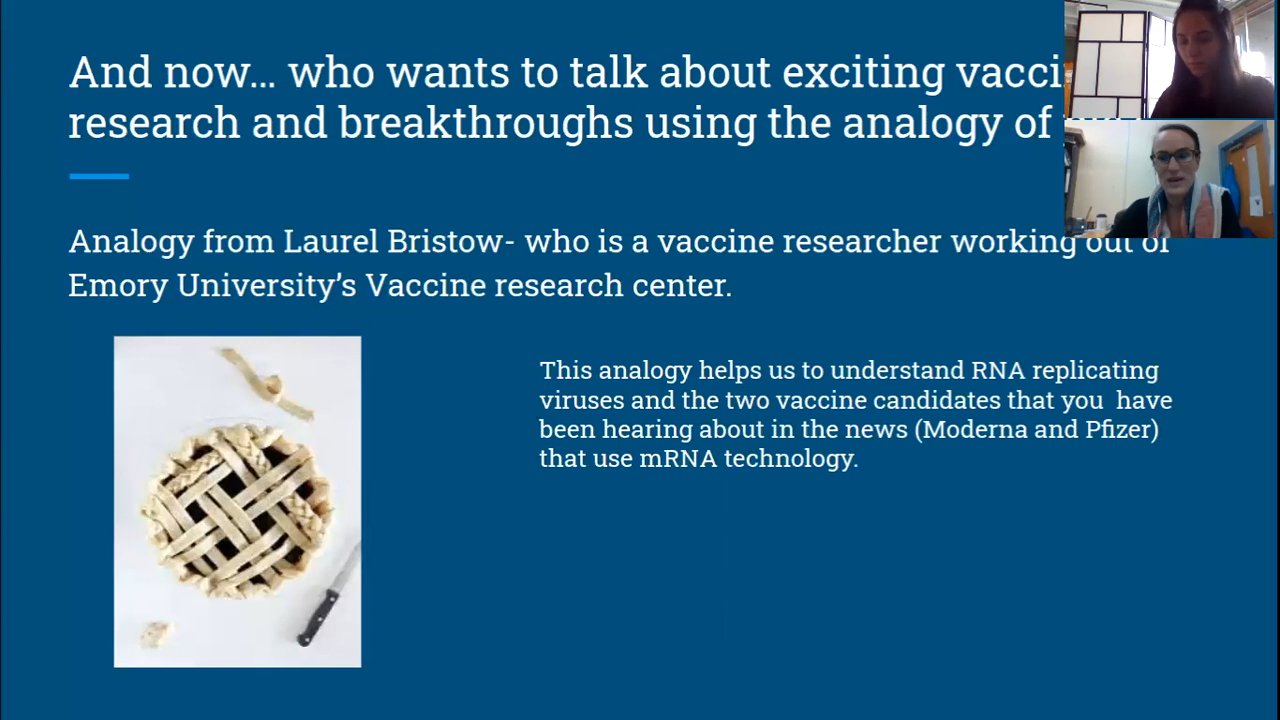 And now... who wants to talk about exciting vacci
research and breakthroughs using the analogy of
Analogy from Laurel Bristow- who is a vaccine researcher working out of
Emory University's Vaccine research center.
This analogy helps us to understand RNA replicating
viruses and the two vaccine candidates that you have
been hearing about in the news (Moderna and Pfizer)
that use mRNA technology.